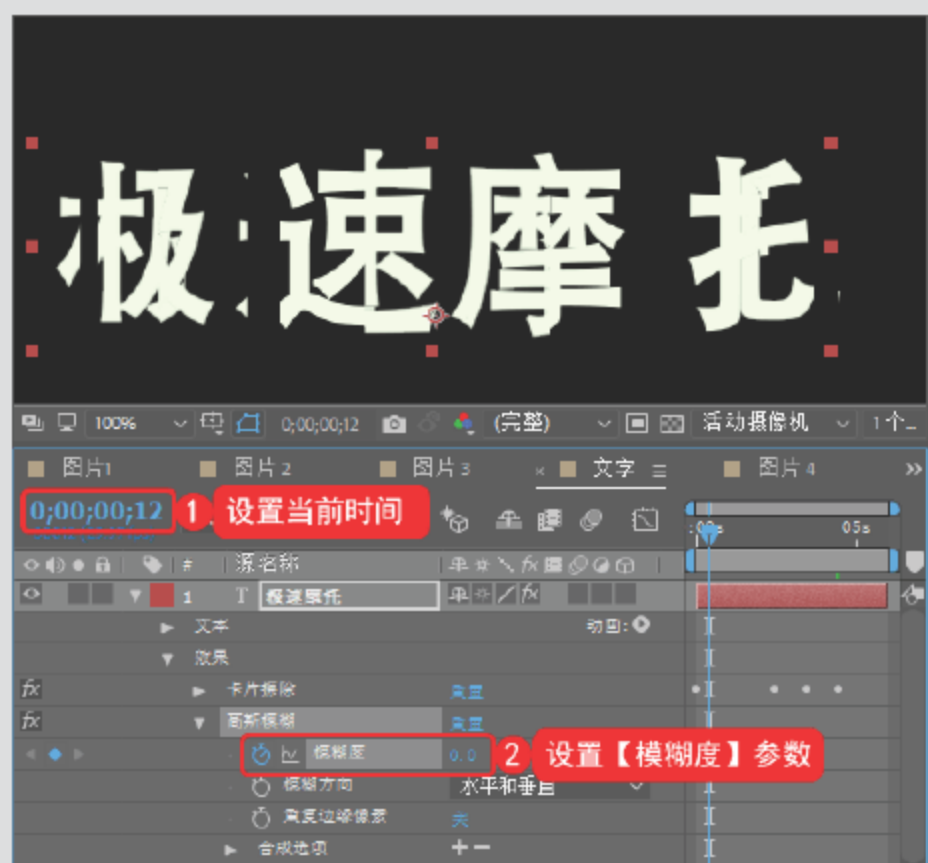 极速摩托
100% 0;00;00;12 (完整) 活动摄像机 1个_
图片1 图片 2 图片 3 × 文字 图片 4
0;00;00;12 1 设置当前时间
05s
# 源名称
1 T 极速摩托
文本 动画:
效果
fx 卡片擦除 重置
fx 高斯模糊 重置
模糊度 0.0 2 设置【模糊度】参数
模糊方向 水平和垂直
重复边缘像素 关
合成选项 +−